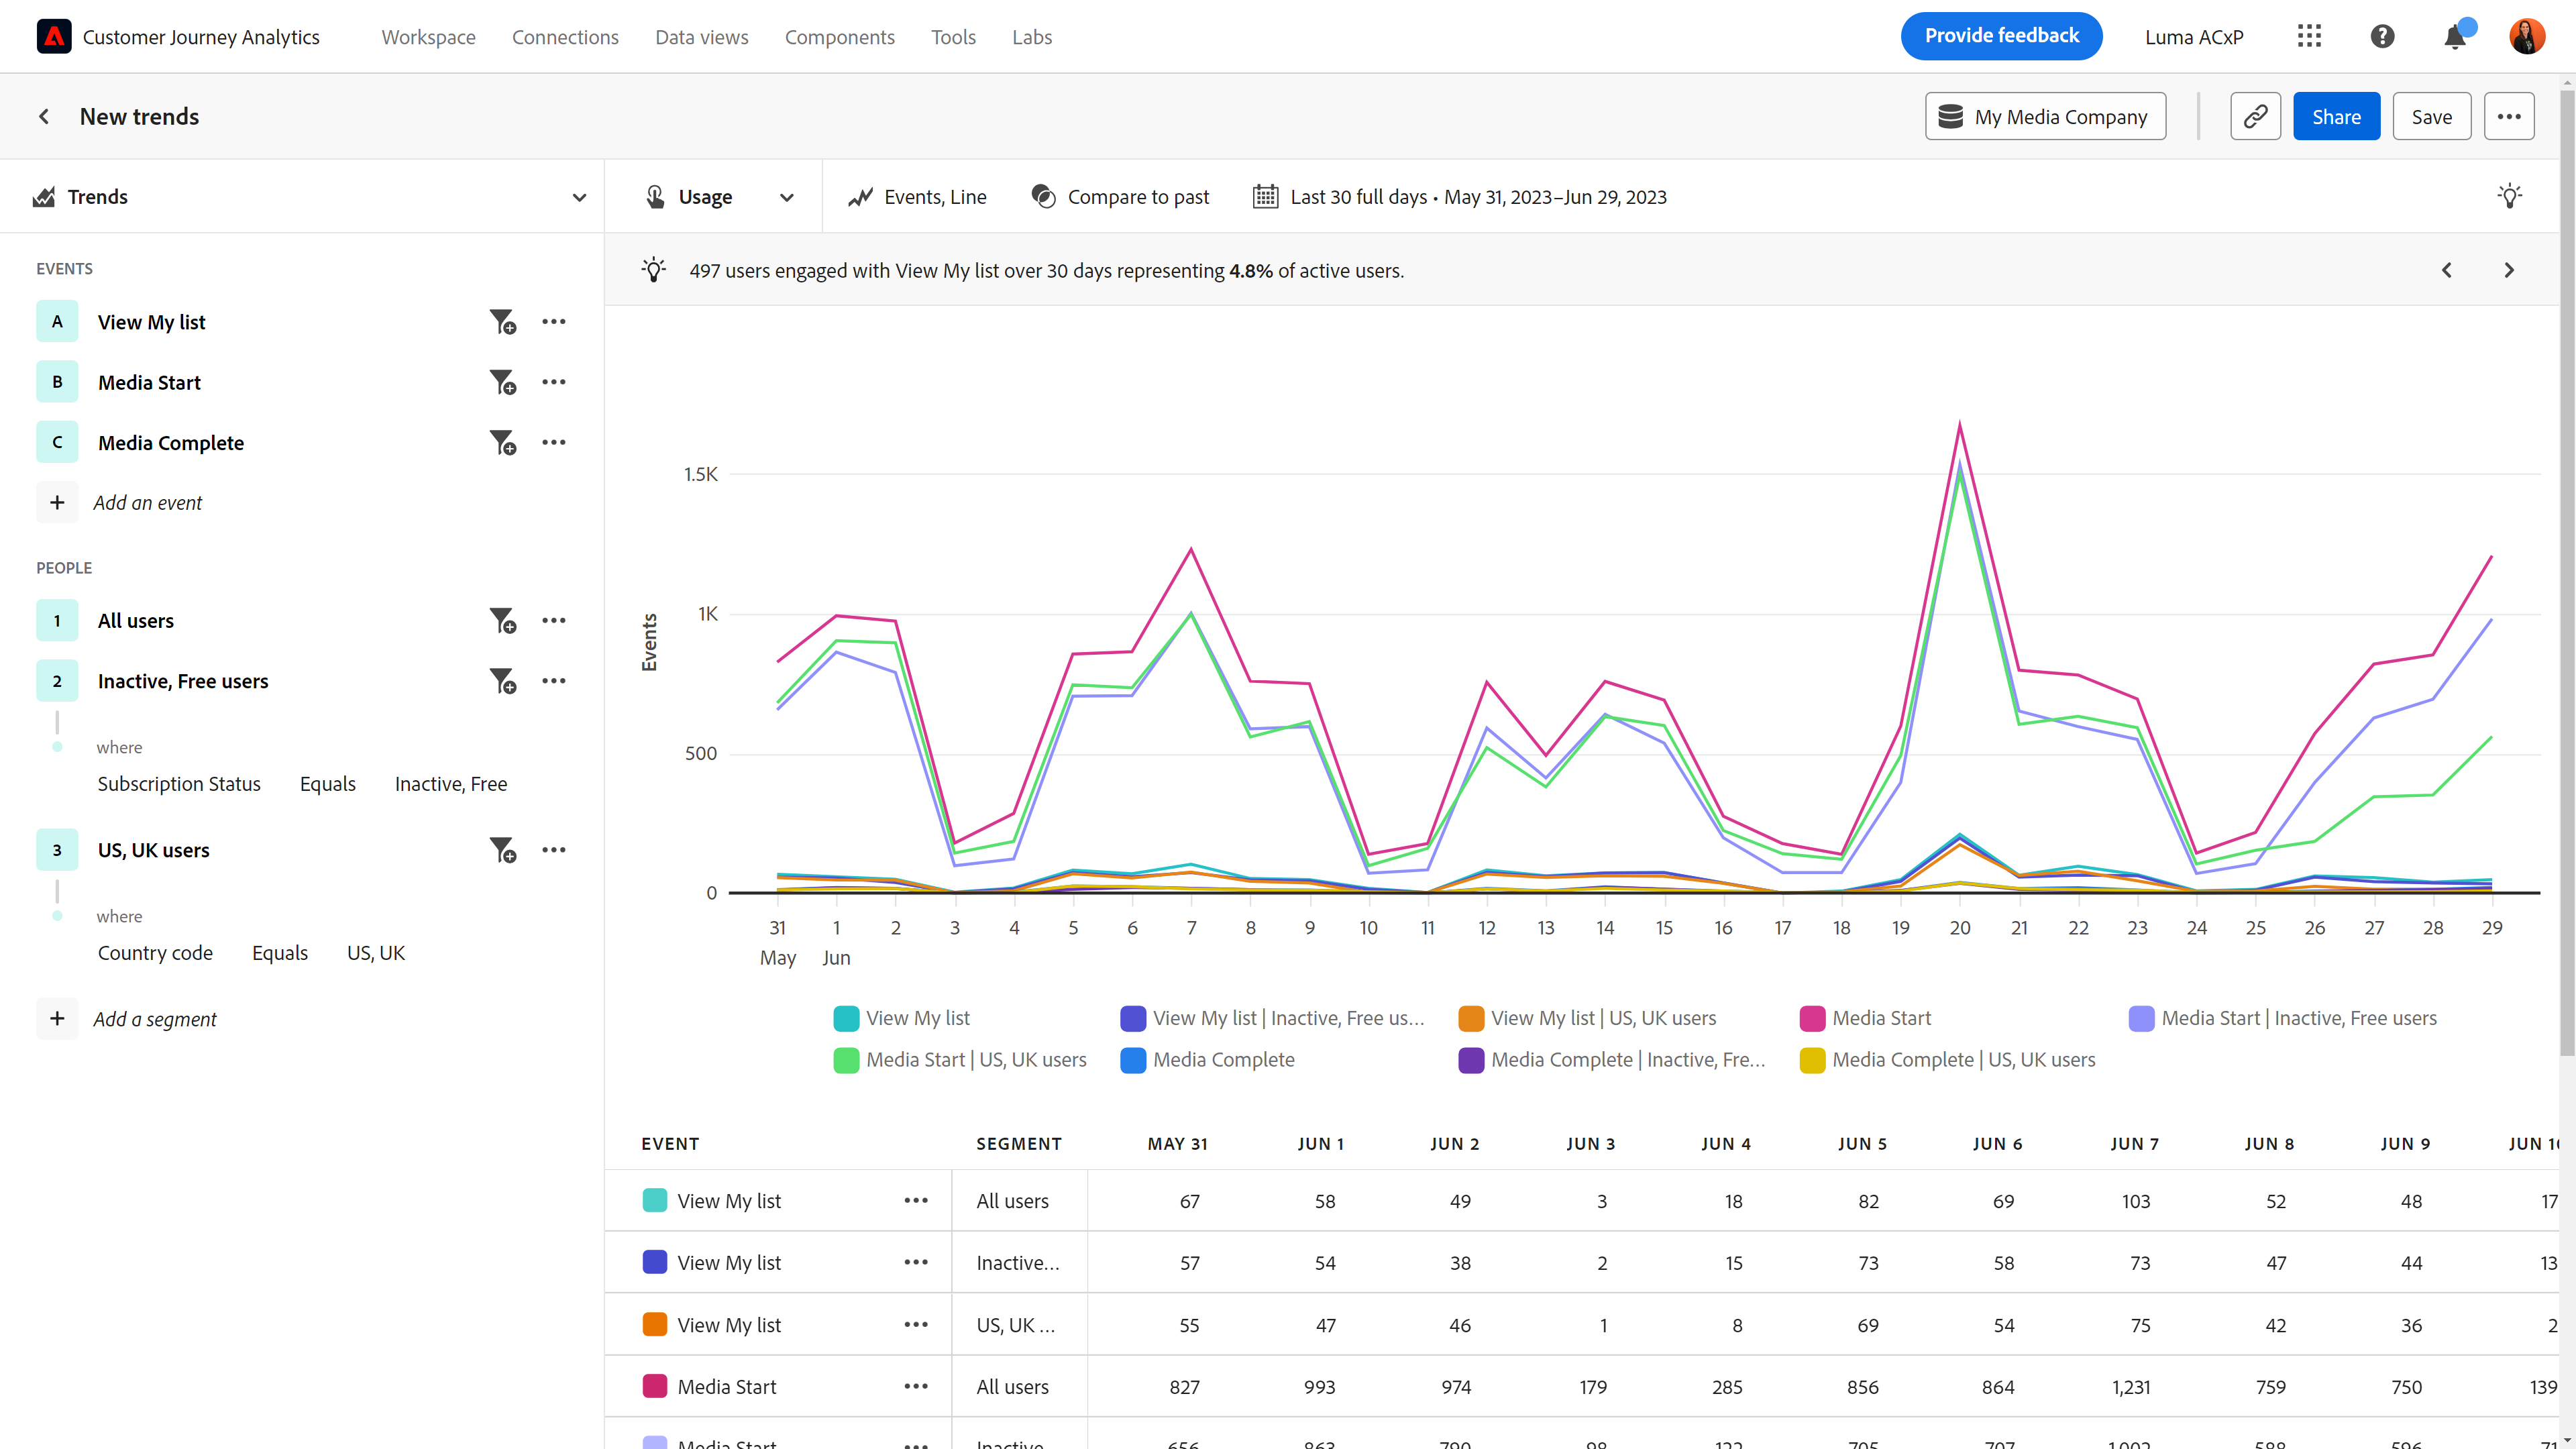 Customer Journey Analytics Workspace Connections Data views Components Tools Labs Provide feedback Luma ACxP
New trends My Media Company Share Save
Trends Usage Events, Line Compare to past Last 30 full days • May 31, 2023–Jun 29, 2023
497 users engaged with View My list over 30 days representing 4.8% of active users.
EVENTS
A View My list
B Media Start
C Media Complete
+ Add an event
PEOPLE
1 All users
2 Inactive, Free users
where
Subscription Status Equals Inactive, Free
3 US, UK users
where
Country code Equals US, UK
+ Add a segment
Events
1.5K
1K
500
0
31 1 2 3 4 5 6 7 8 9 10 11 12 13 14 15 16 17 18 19 20 21 22 23 24 25 26 27 28 29
May Jun
View My list View My list | Inactive, Free us... View My list | US, UK users Media Start Media Start | Inactive, Free users
Media Start | US, UK users Media Complete Media Complete | Inactive, Fre... Media Complete | US, UK users
EVENT SEGMENT MAY 31 JUN 1 JUN 2 JUN 3 JUN 4 JUN 5 JUN 6 JUN 7 JUN 8 JUN 9 JUN 10
View My list All users 67 58 49 3 18 82 69 103 52 48 17
View My list Inactive... 57 54 38 2 15 73 58 73 47 44 13
View My list US, UK ... 55 47 46 1 8 69 54 75 42 36 2
Media Start All users 827 993 974 179 285 856 864 1,231 759 750 139
Media Start Inactive 656 863 790 98 122 705 707 1,002 588 596 71